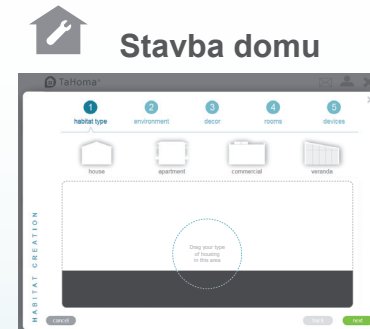 Stavba domu
TaHoma®
1 2 3 4 5
habitat type environment decor rooms devices
house apartment commercial veranda
HABITAT CREATION
Drag your type
of housing
in this area
cancel back next